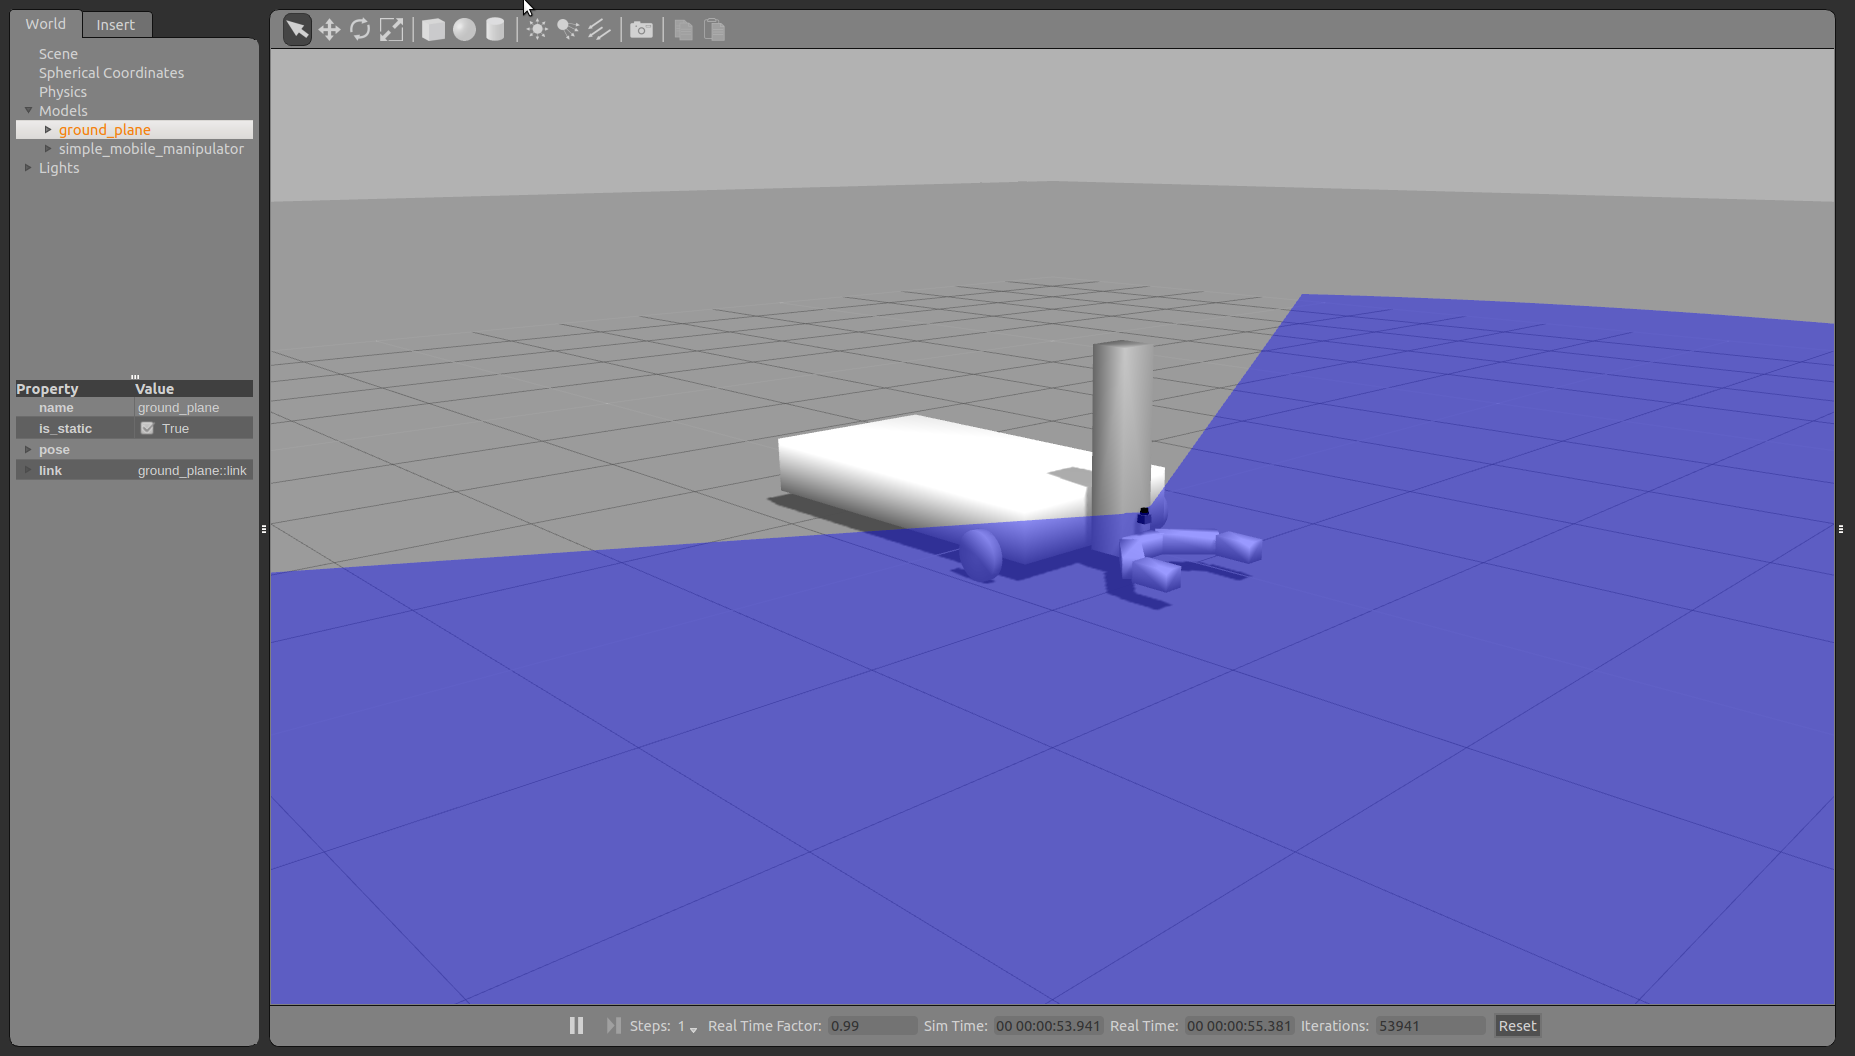 World Insert
Scene
Spherical Coordinates
Physics
Models
ground_plane
simple_mobile_manipulator
Lights
Property Value
name ground_plane
is_static True
pose
link ground_plane::link
Steps: 1 Real Time Factor: 0.99 Sim Time: 00 00:00:53.941 Real Time: 00 00:00:55.381 Iterations: 53941 Reset